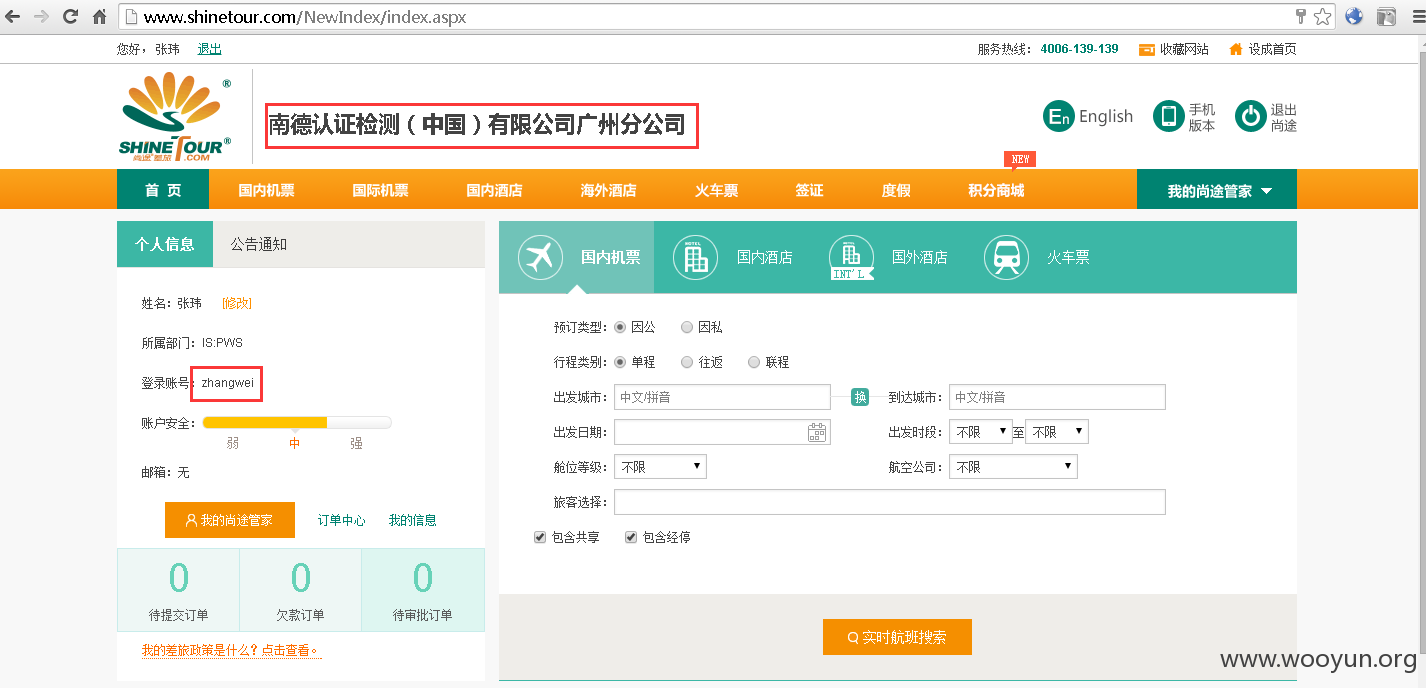 www.shinetour.com/NewIndex/index.aspx
您好，张玮 退出 服务热线：4006-139-139 收藏网站 设成首页
SHINETOUR® .COM
尚途®差旅
南德认证检测（中国）有限公司广州分公司
En English 手机版本 退出尚途
NEW
首 页 国内机票 国际机票 国内酒店 海外酒店 火车票 签证 度假 积分商城 我的尚途管家
个人信息 公告通知
姓名：张玮 [修改]
所属部门：IS:PWS
登录账号：zhangwei
账户安全：
弱 中 强
邮箱：无
我的尚途管家 订单中心 我的信息
0 0 0
待提交订单 欠款订单 待审批订单
我的差旅政策是什么？点击查看。
国内机票 HOTEL 国内酒店 HOTEL INT'L 国外酒店 火车票
预订类型： 因公 因私
行程类别： 单程 往返 联程
出发城市： 中文/拼音 换 到达城市： 中文/拼音
出发日期： 出发时段： 不限 至 不限
舱位等级： 不限 航空公司： 不限
旅客选择：
包含共享 包含经停
实时航班搜索
www.wooyun.org